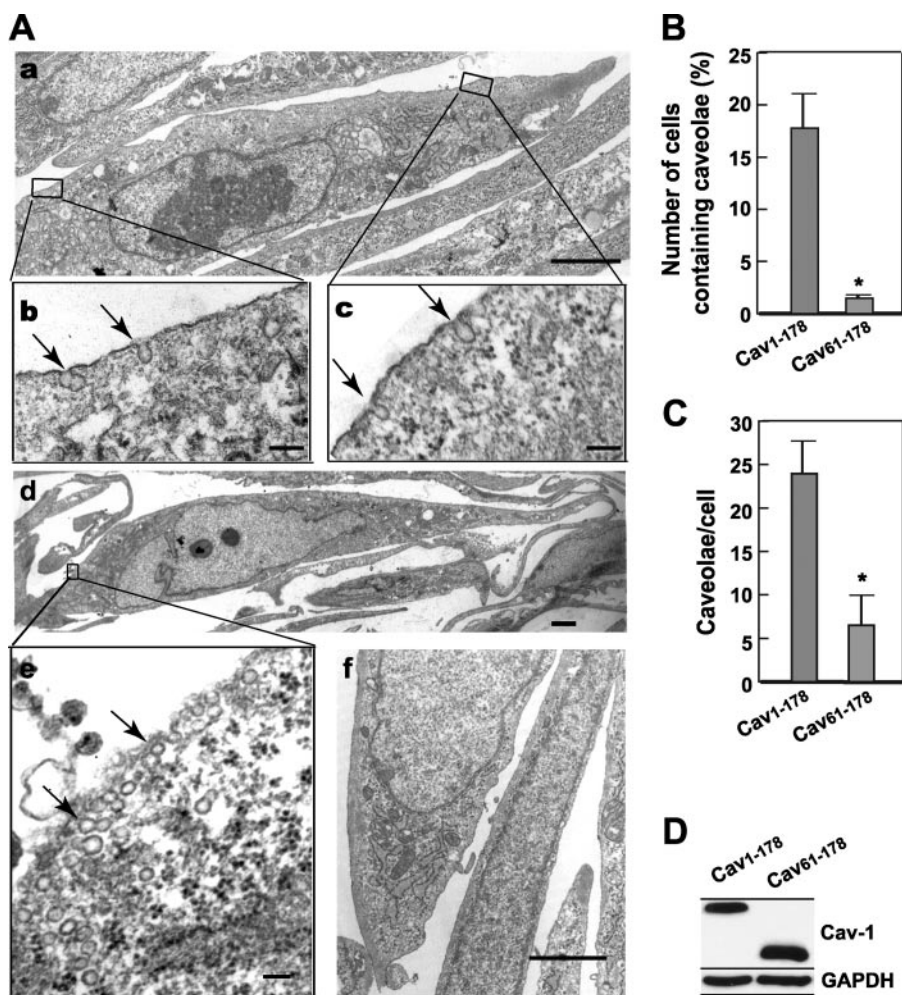 A
a
b
c
d
e
f
B
Number of cells
containing caveolae (%)
25
20
15
10
5
0
*
Cav1-178
Cav61-178
C
Caveolae/cell
30
25
20
15
10
5
0
*
Cav1-178
Cav61-178
D
Cav1-178
Cav61-178
Cav-1
GAPDH